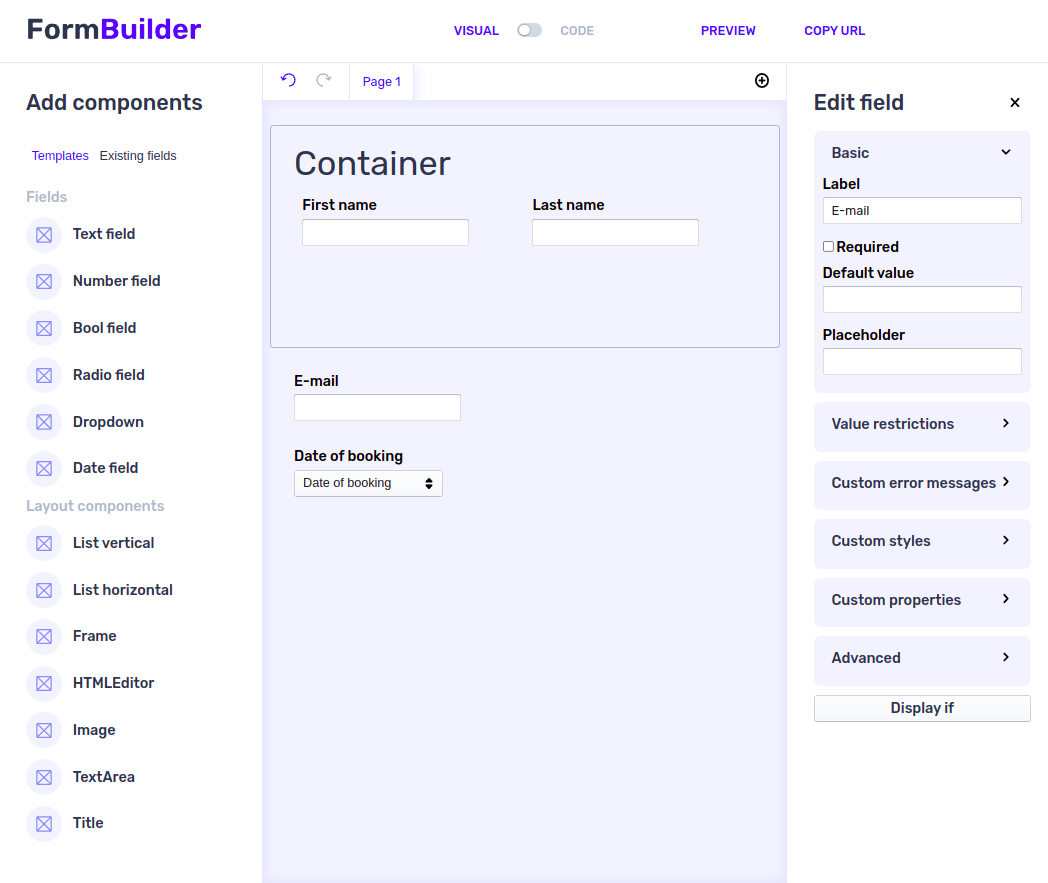 FormBuilder
VISUAL CODE PREVIEW COPY URL
Add components
Templates Existing fields
Fields
Text field
Number field
Bool field
Radio field
Dropdown
Date field
Layout components
List vertical
List horizontal
Frame
HTMLEditor
Image
TextArea
Title
Page 1
Container
First name Last name
E-mail
Date of booking
Date of booking
Edit field
Basic
Label
E-mail
Required
Default value
Placeholder
Value restrictions
Custom error messages
Custom styles
Custom properties
Advanced
Display if